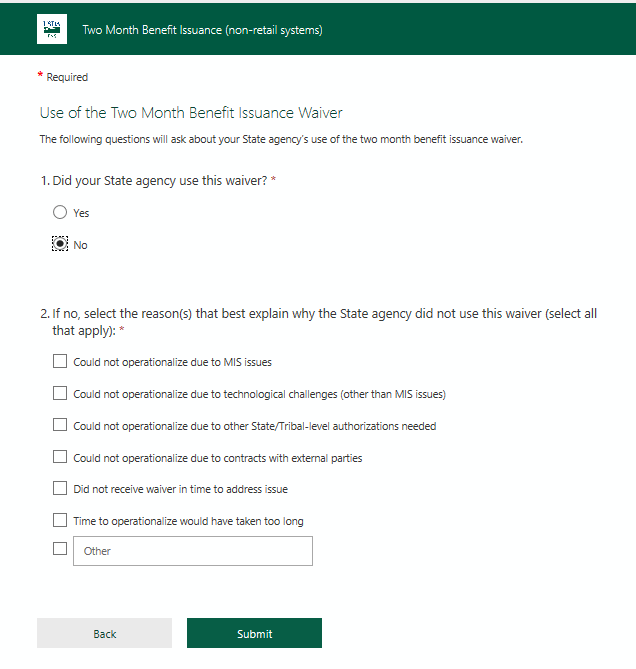 Two Month Benefit Issuance (non-retail systems)
* Required
Use of the Two Month Benefit Issuance Waiver
The following questions will ask about your State agency's use of the two month benefit issuance waiver.
1. Did your State agency use this waiver? *
Yes
No
2. If no, select the reason(s) that best explain why the State agency did not use this waiver (select all
that apply): *
Could not operationalize due to MIS issues
Could not operationalize due to technological challenges (other than MIS issues)
Could not operationalize due to other State/Tribal-level authorizations needed
Could not operationalize due to contracts with external parties
Did not receive waiver in time to address issue
Time to operationalize would have taken too long
Other
Back Submit